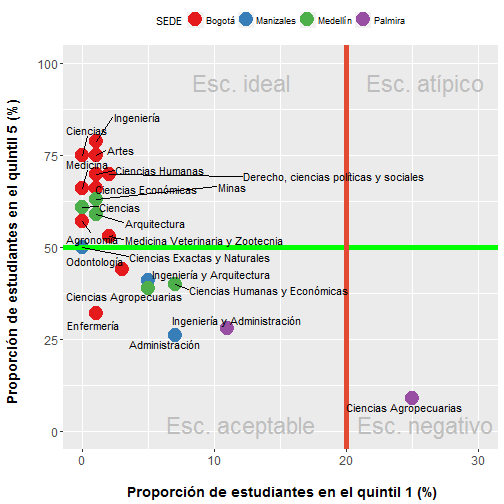 SEDE Bogotá Manizales Medellín Palmira
Proporción de estudiantes en el quintil 5 (%)
100
75
50
25
0
Esc. ideal
Esc. atípico
Ingeniería
Ciencias
Artes
Medicina
Ciencias Humanas
Derecho, ciencias políticas y sociales
Ciencias Económicas
Minas
Ciencias
Arquitectura
Agronomía
Medicina Veterinaria y Zootecnia
Ciencias Exactas y Naturales
Odontología
Ingeniería y Arquitectura
Ciencias Agropecuarias
Ciencias Humanas y Económicas
Enfermería
Ingeniería y Administración
Administración
Ciencias Agropecuarias
Esc. aceptable
Esc. negativo
0
10
20
30
Proporción de estudiantes en el quintil 1 (%)